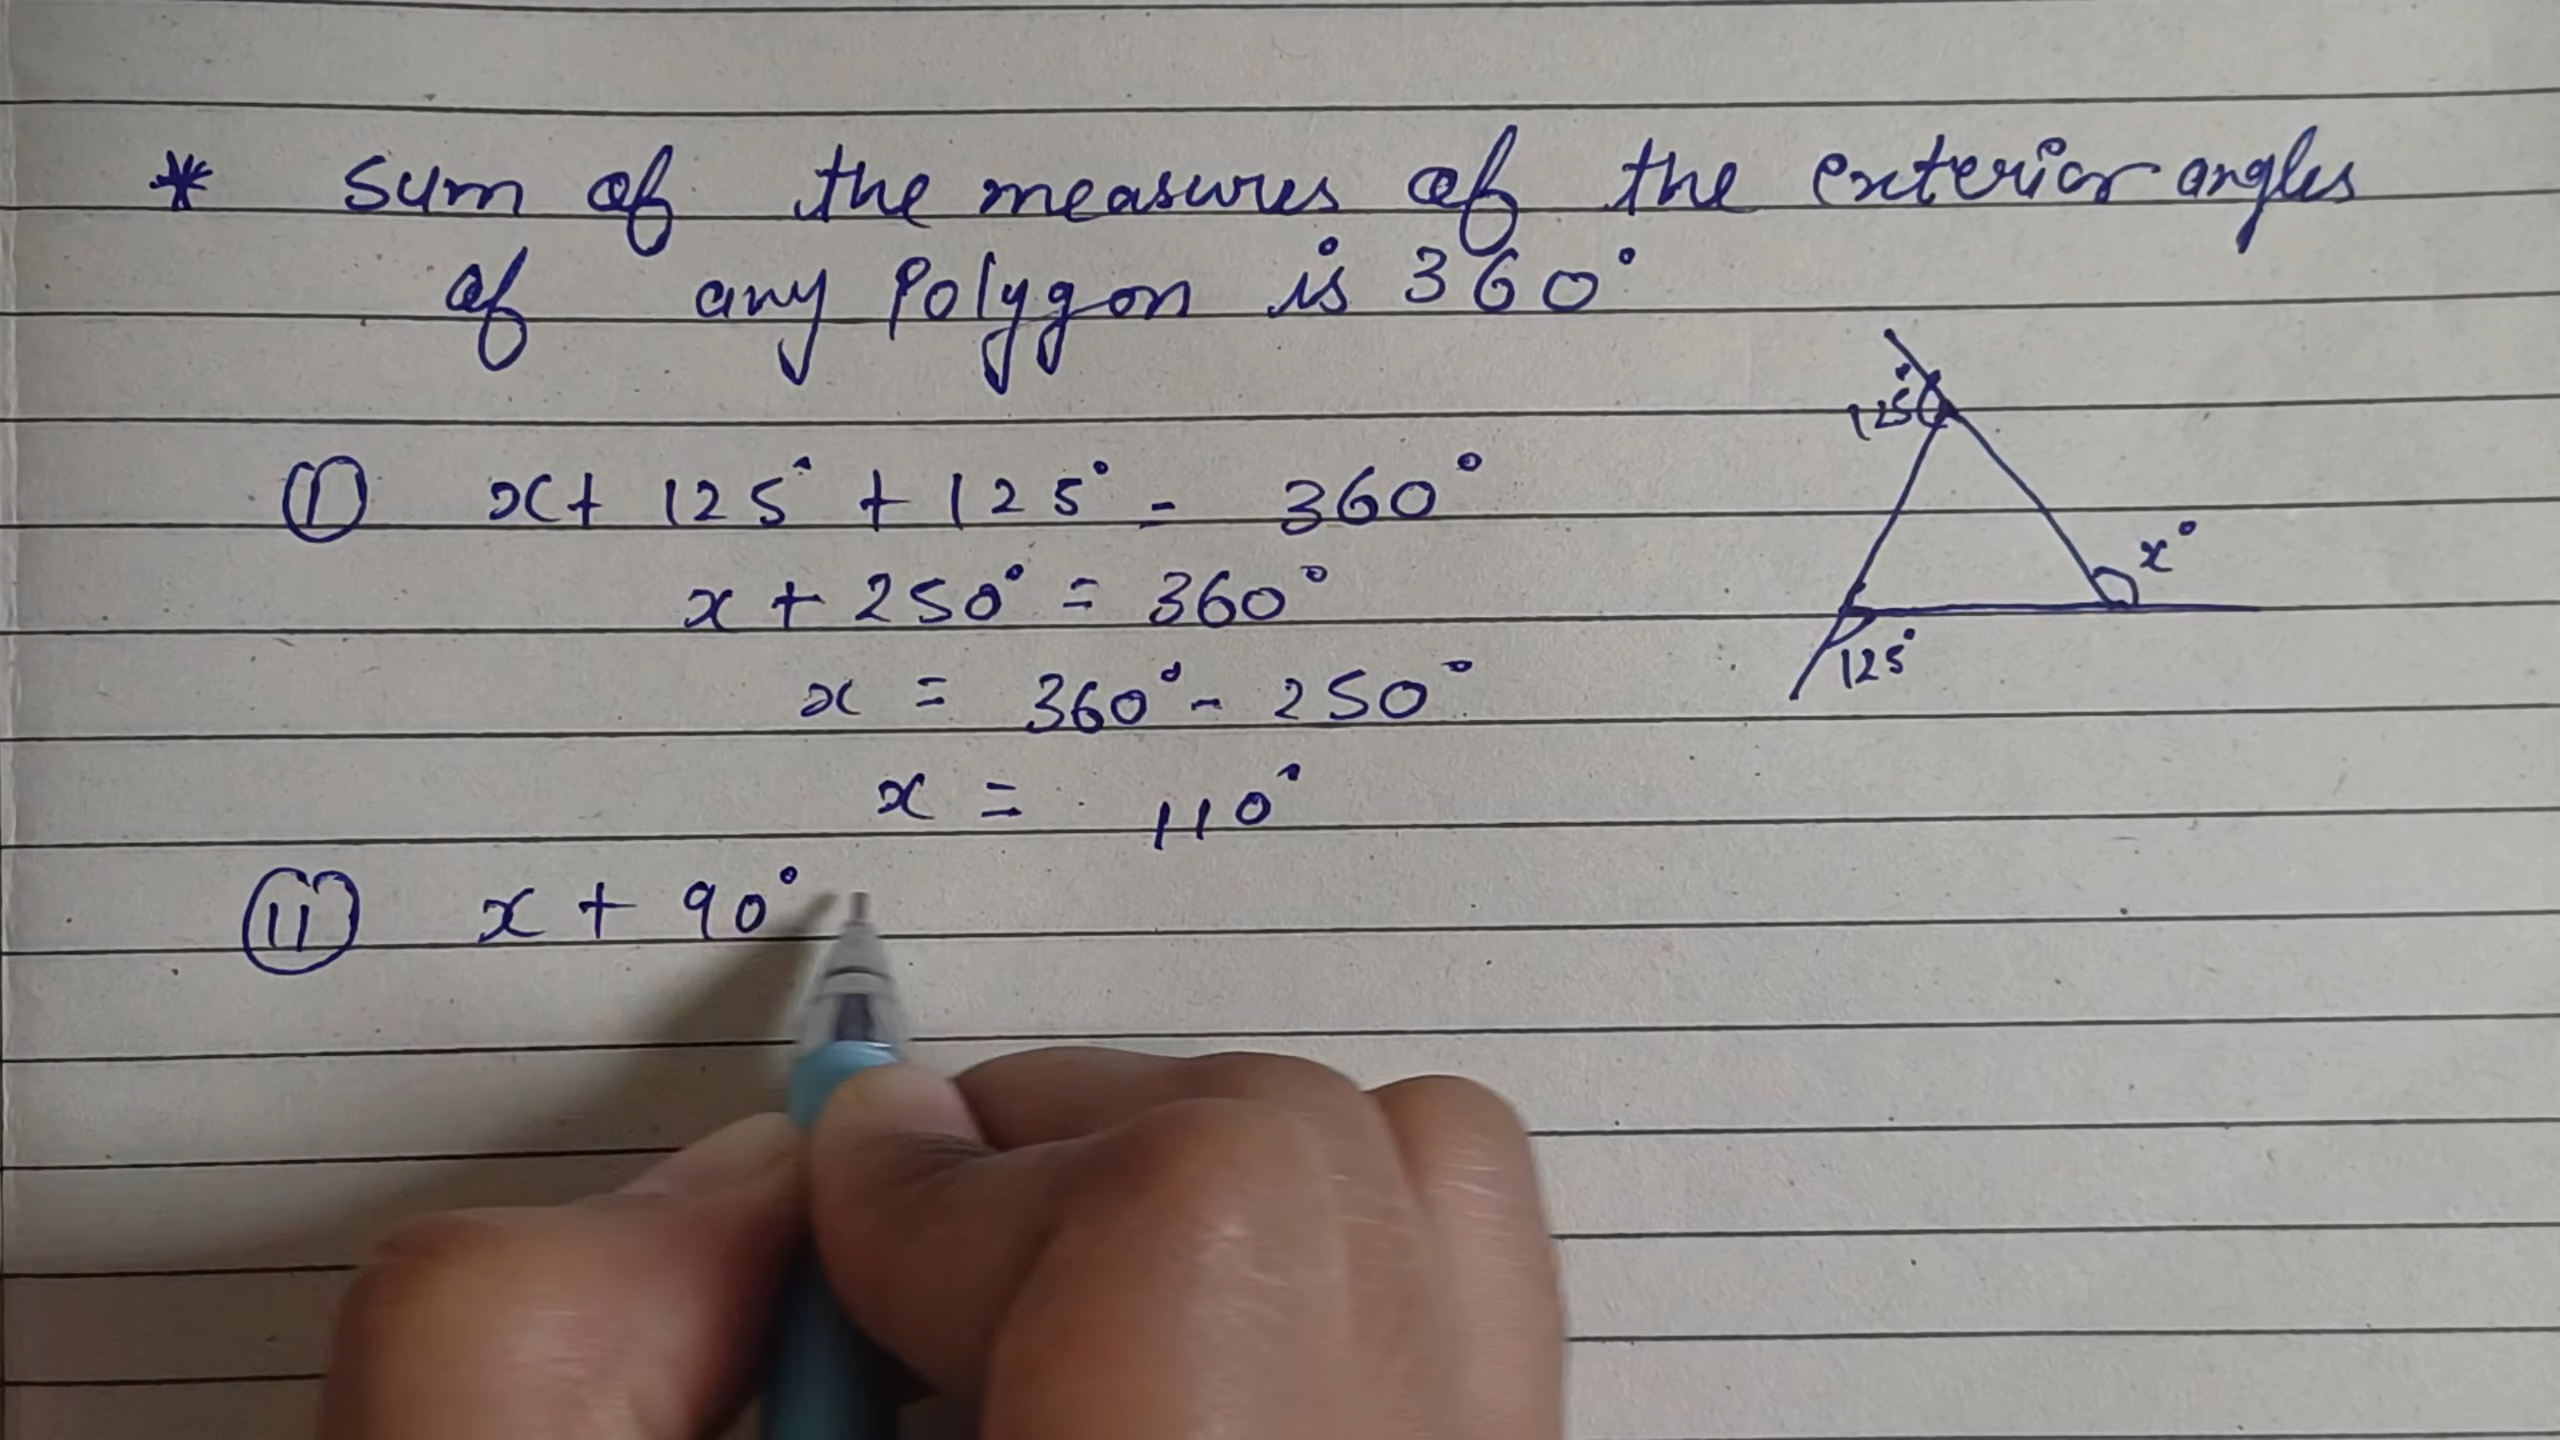 * Sum of the measures of the exterior angles
of any Polygon is 360°
125°
① x + 125° + 125° = 360°
x°
x + 250° = 360°
125°
x = 360° - 250°
x = 110°
(ii) x + 90°